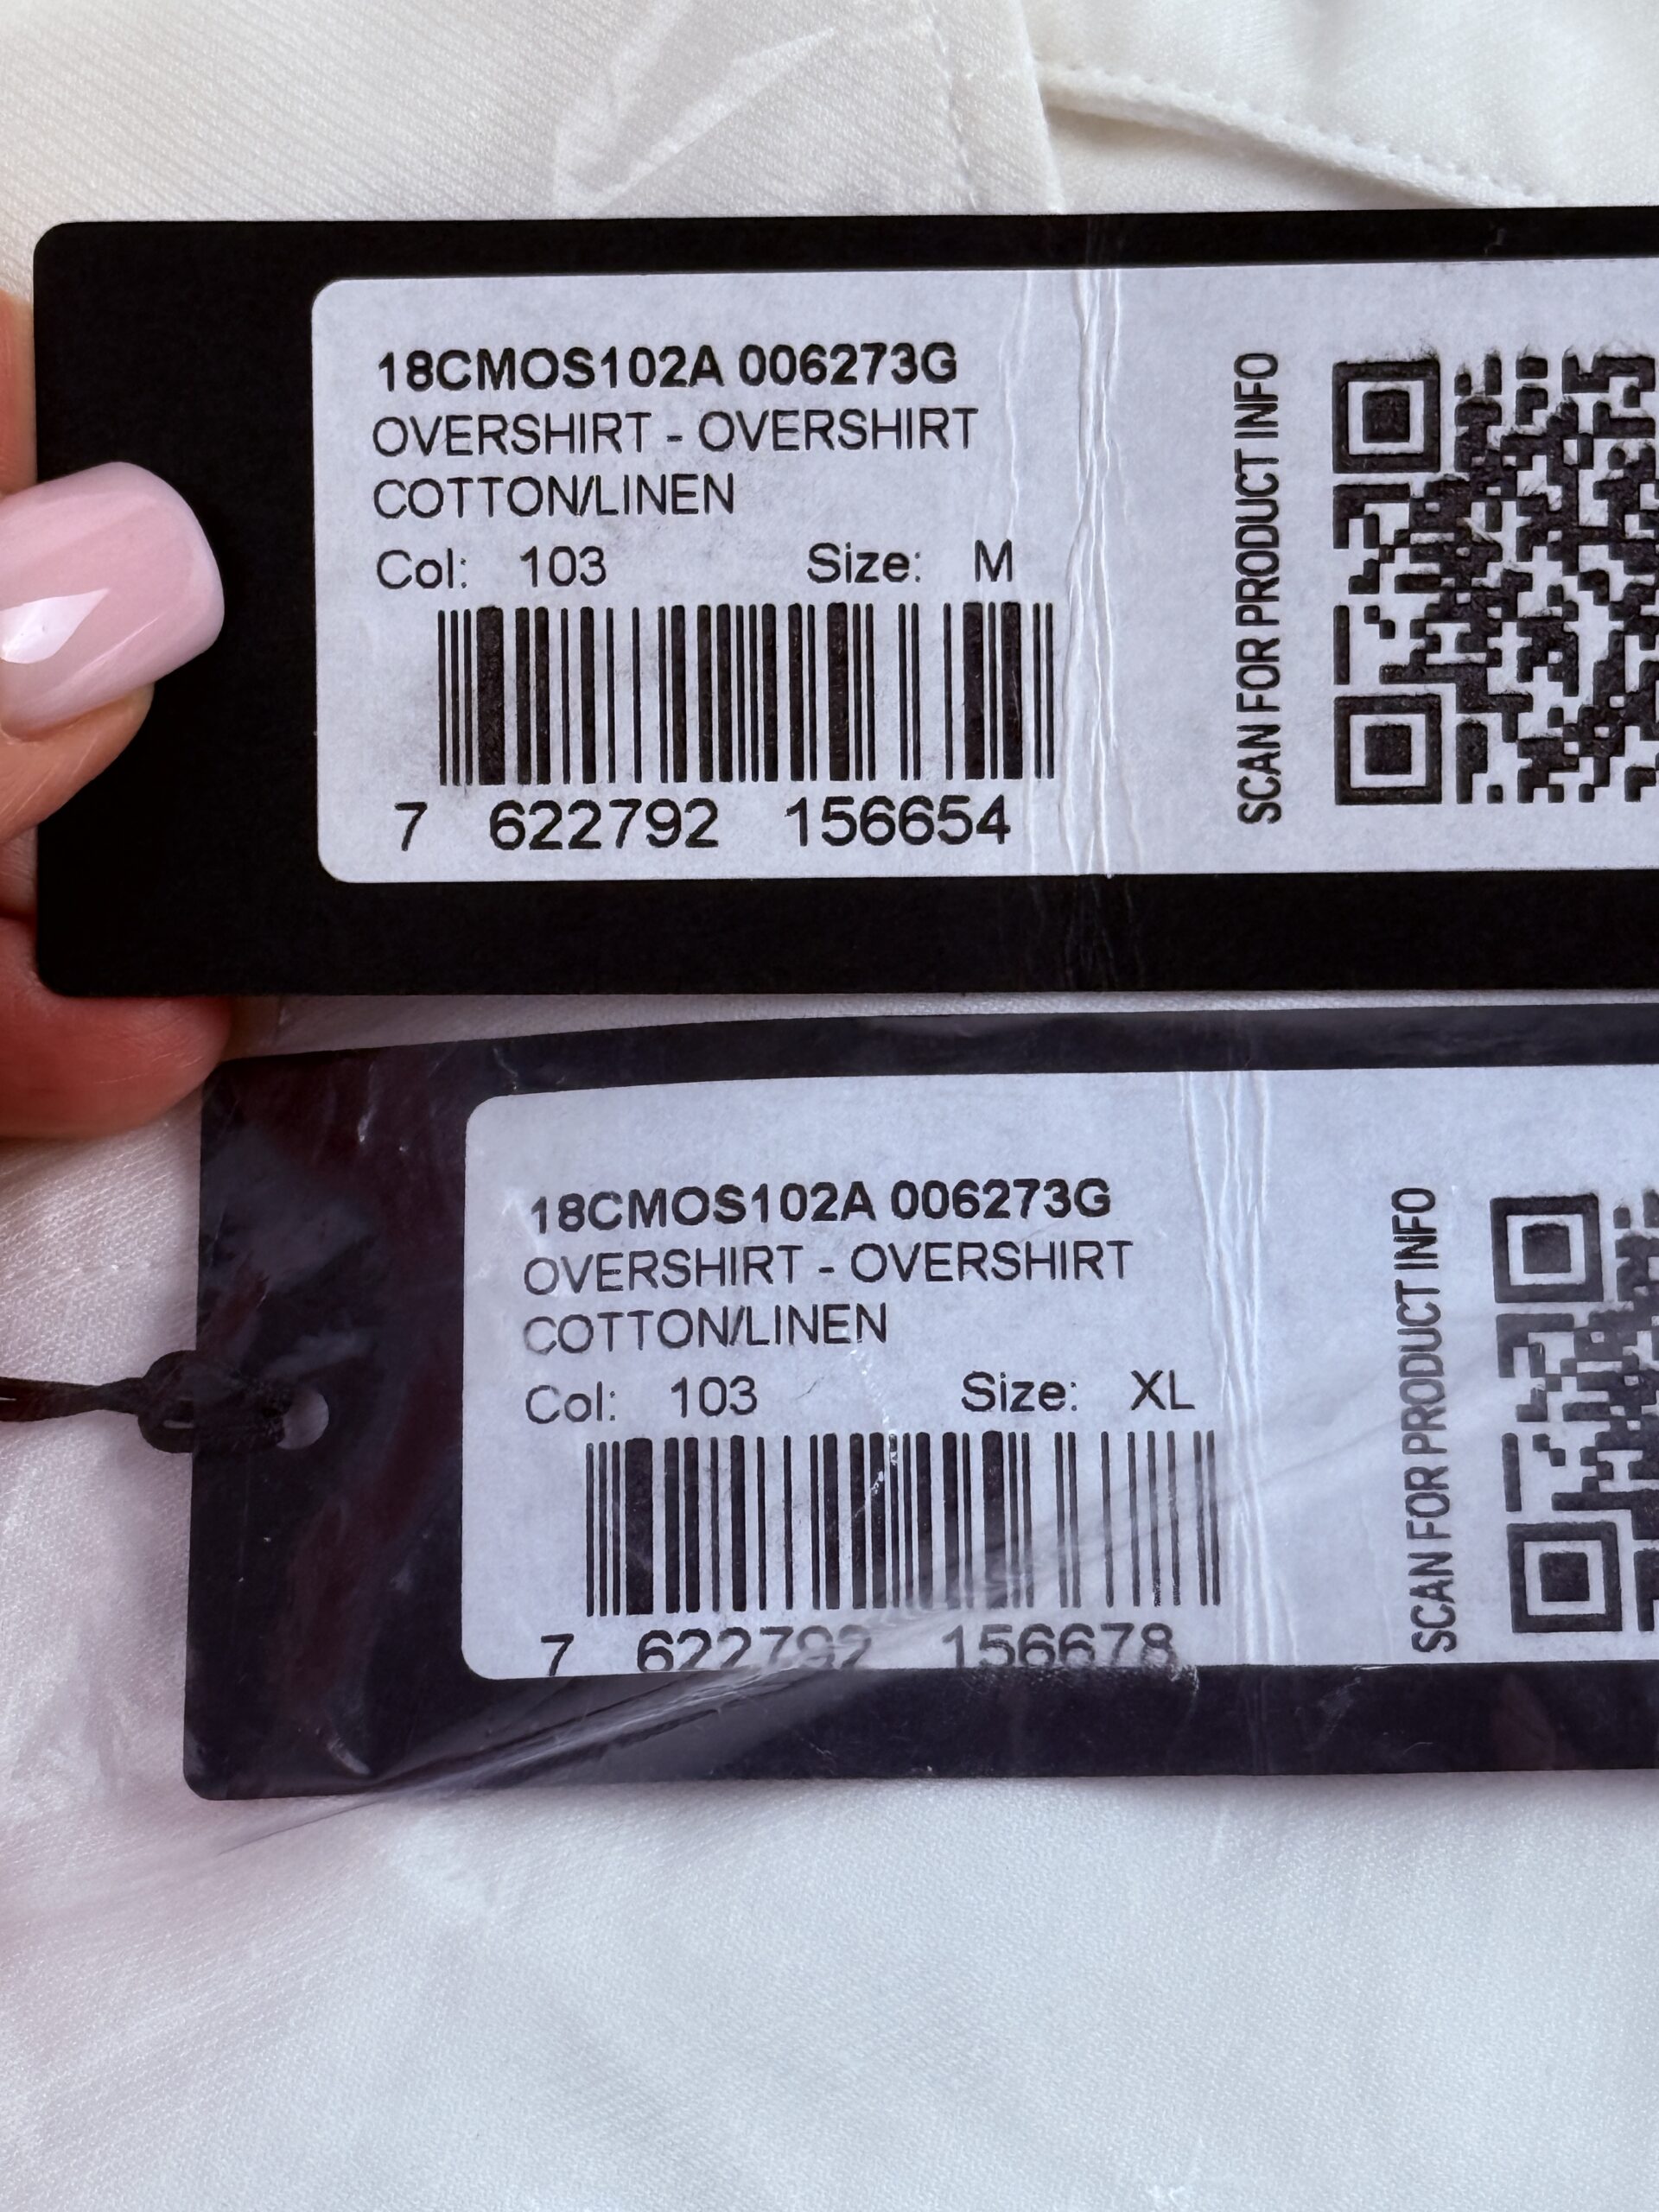 18CMOS102A 006273G
OVERSHIRT - OVERSHIRT
COTTON/LINEN
Col: 103 Size: M
7 622792 156654
SCAN FOR PRODUCT INFO
18CMOS102A 006273G
OVERSHIRT - OVERSHIRT
COTTON/LINEN
Col: 103 Size: XL
7 622792 156678
SCAN FOR PRODUCT INFO